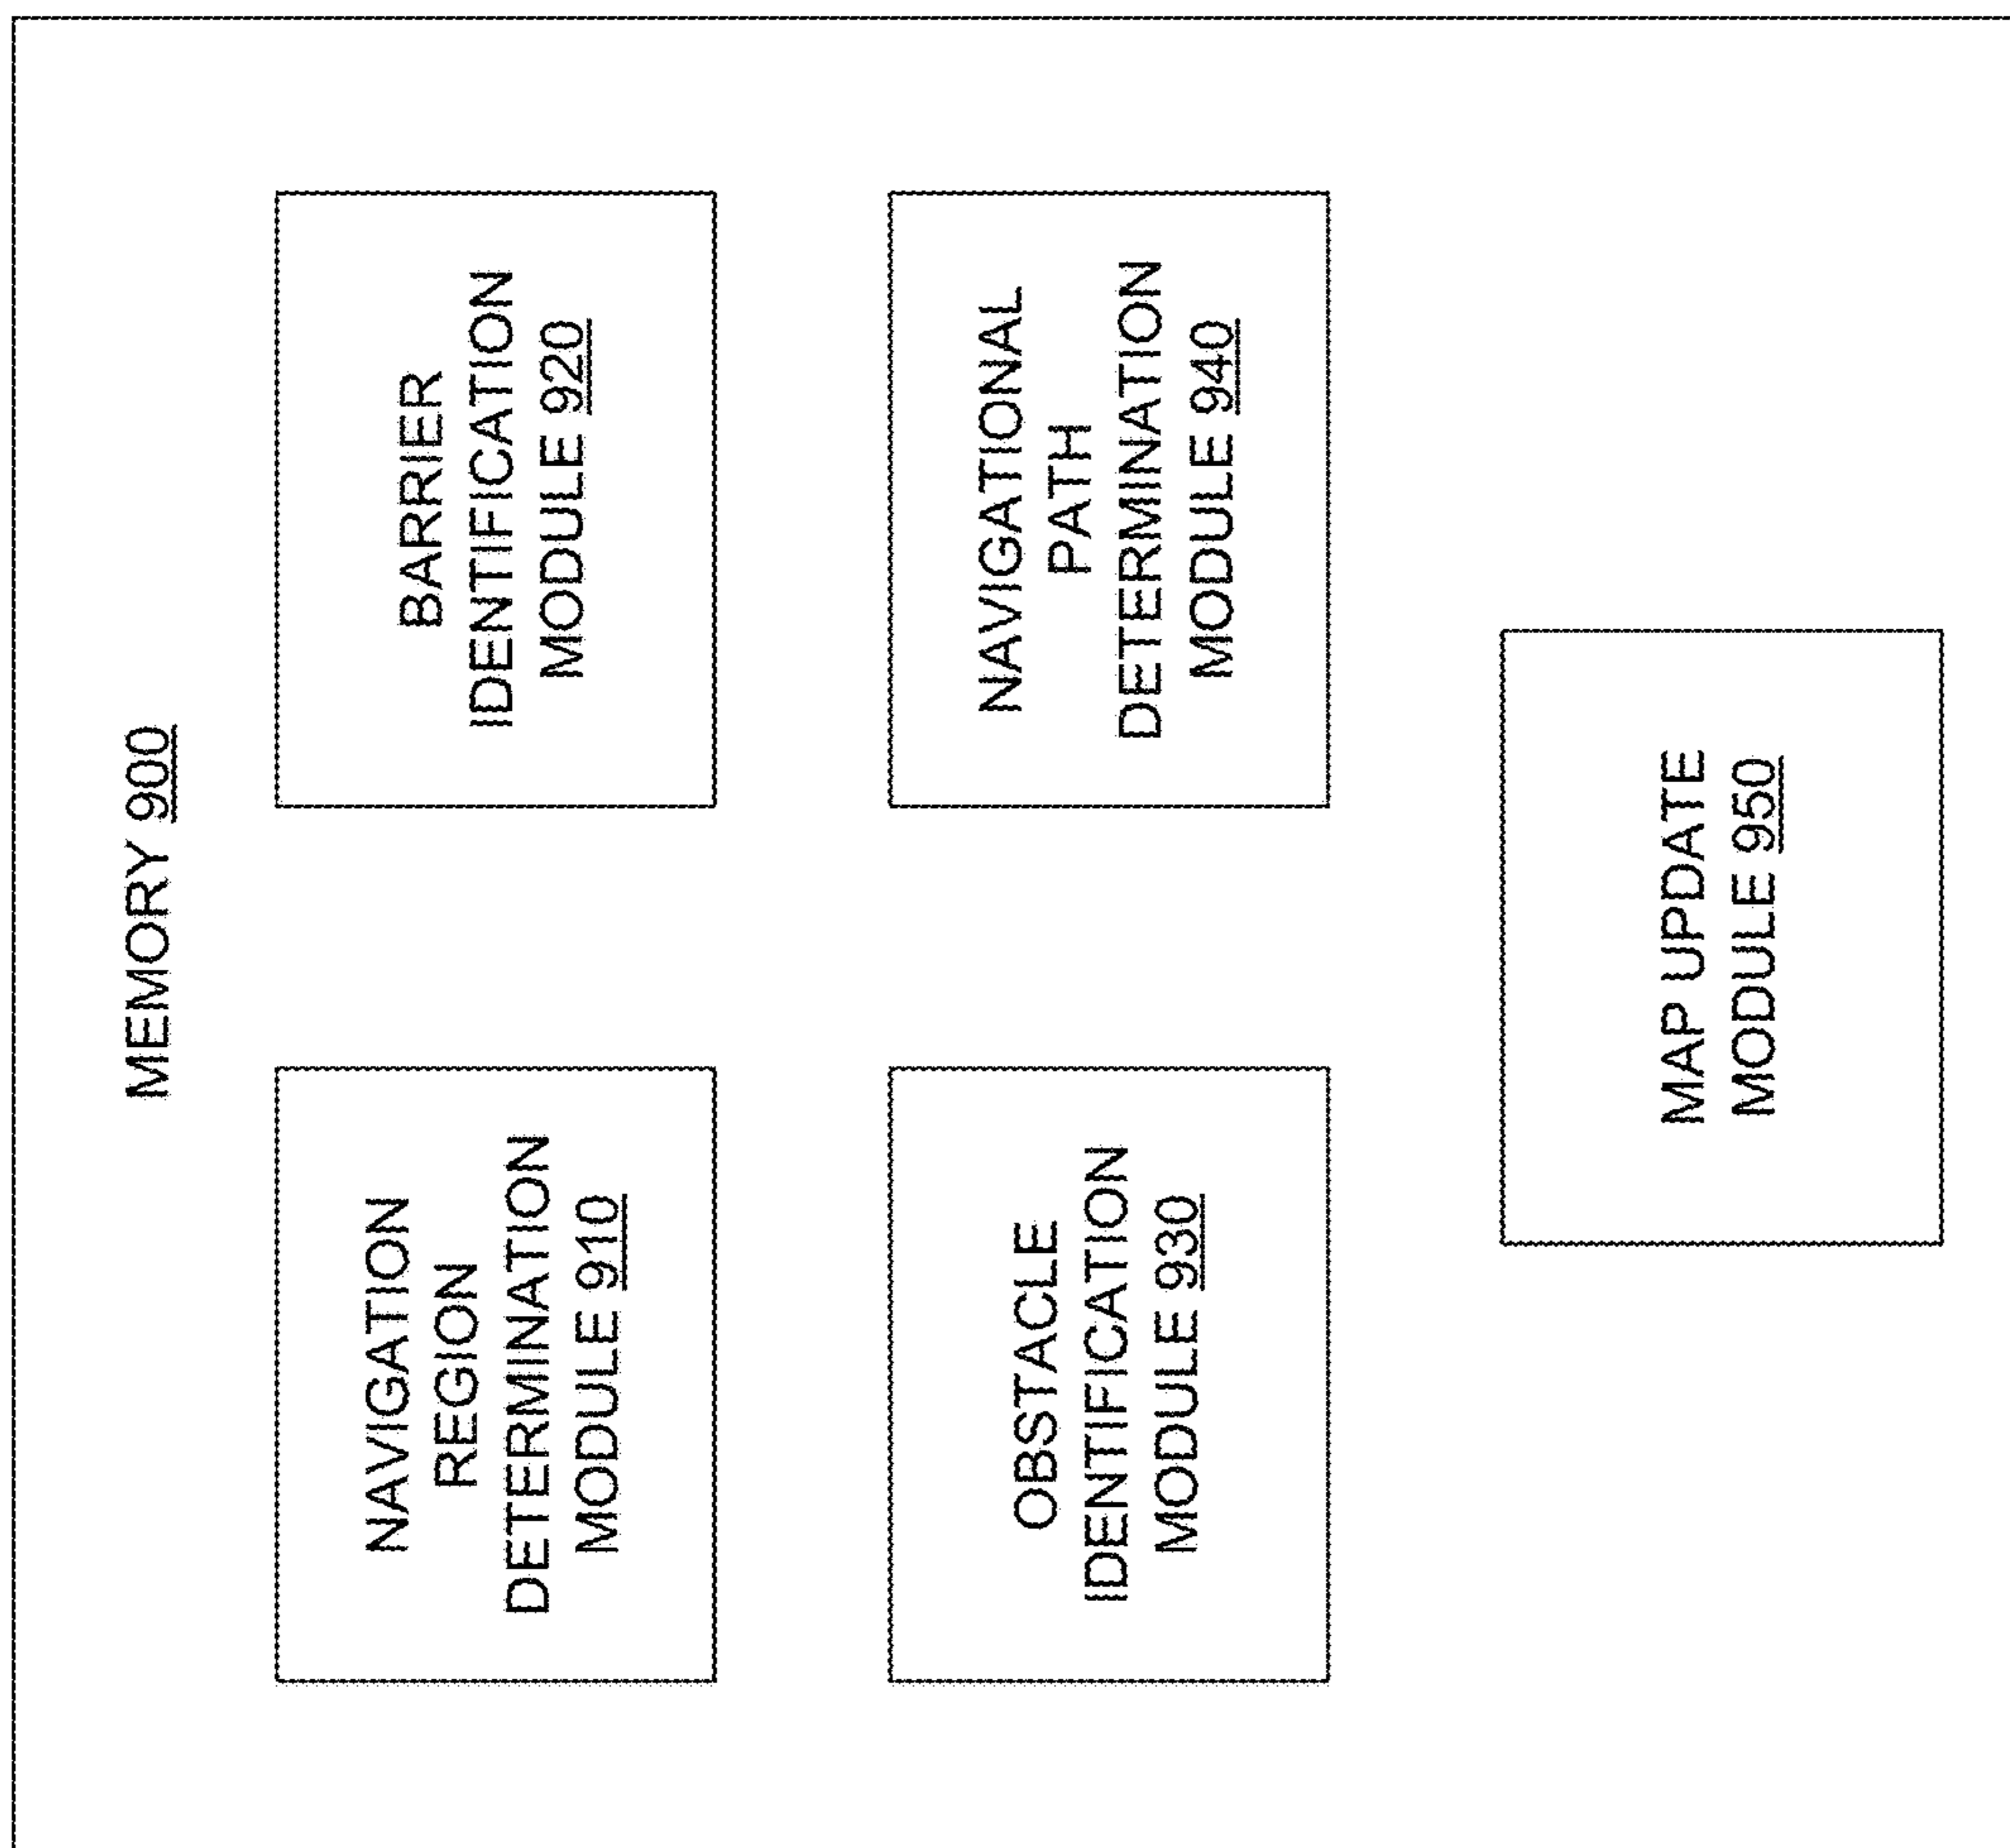 MEMORY 900
NAVIGATION
REGION
DETERMINATION
MODULE 910
BARRIER
IDENTIFICATION
MODULE 920
OBSTACLE
IDENTIFICATION
MODULE 930
NAVIGATIONAL
PATH
DETERMINATION
MODULE 940
MAP UPDATE
MODULE 950